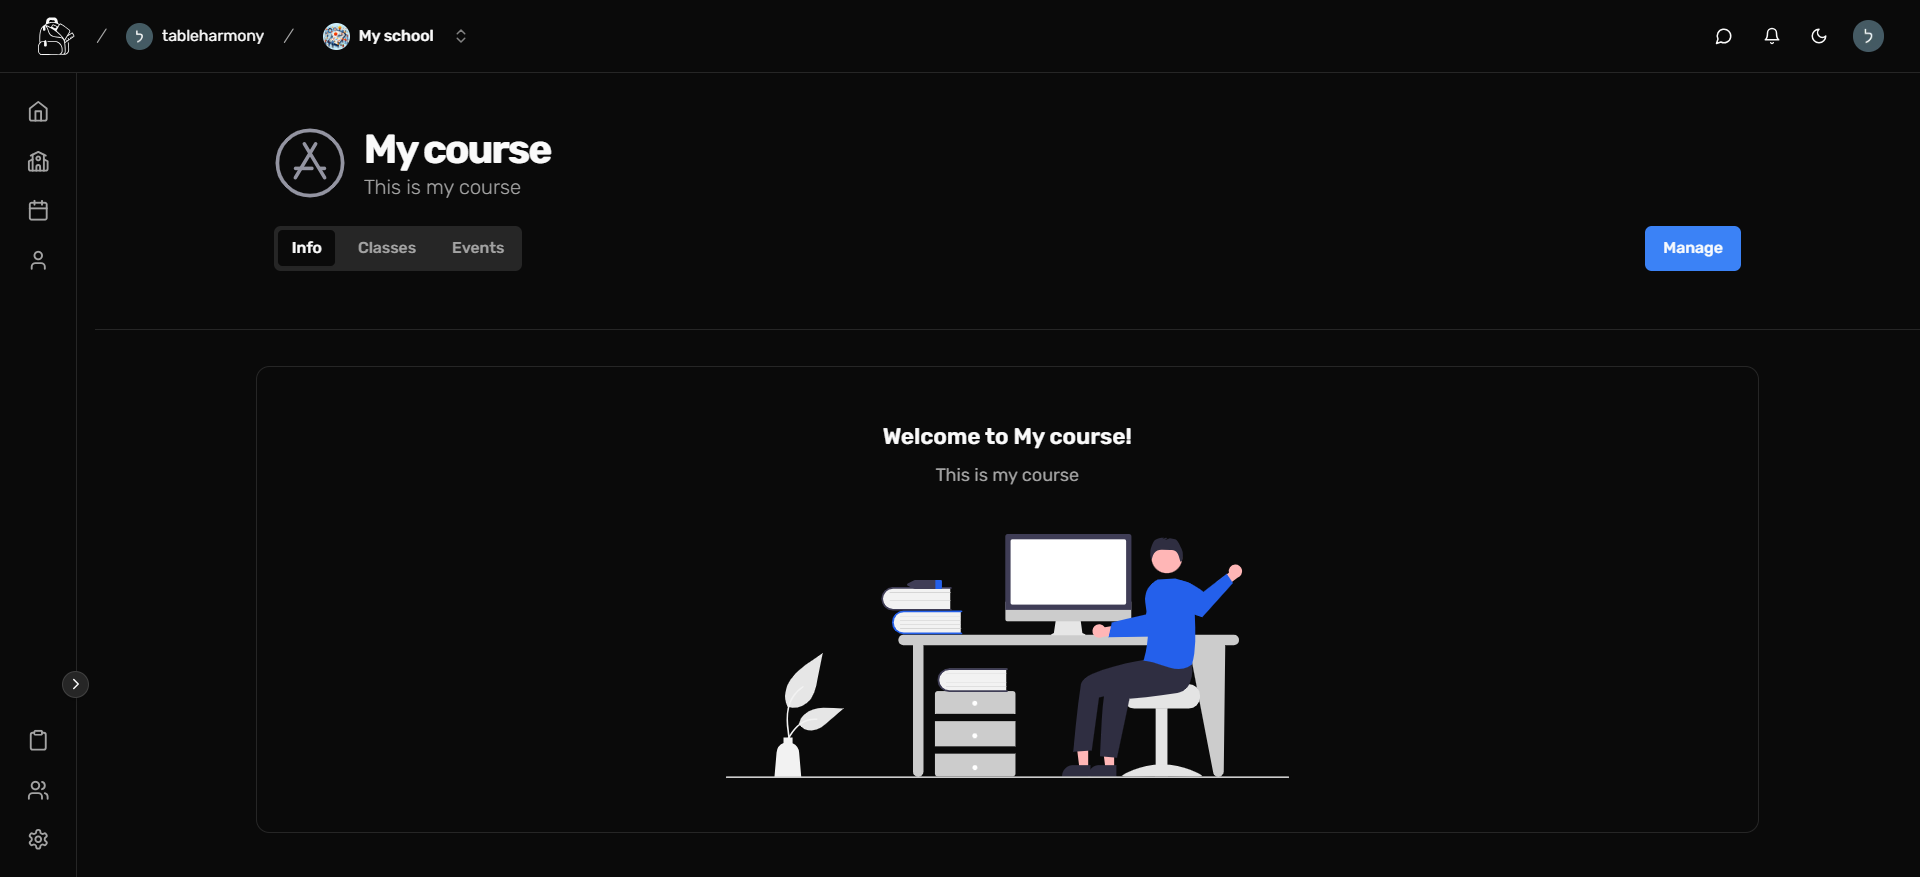 / כ tableharmony / My school
כ
My course
This is my course
Info Classes Events
Manage
Welcome to My course!
This is my course